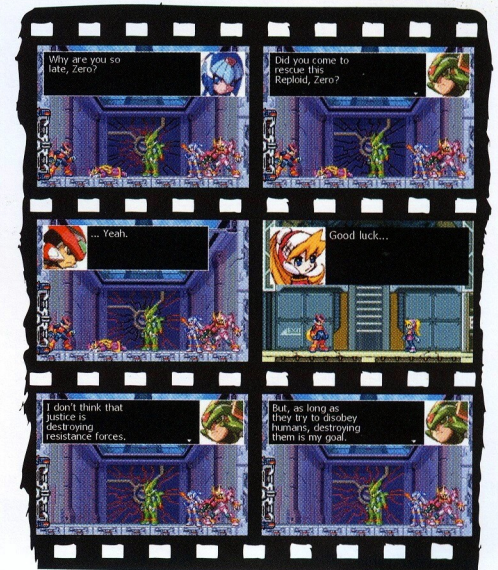 Why are you so
late, Zero?
Did you come to
rescue this
Reploid, Zero?
... Yeah.
Good luck...
EXIT
I don't think that
justice is
destroying
resistance forces.
But, as long as
they try to disobey
humans, destroying
them is my goal.